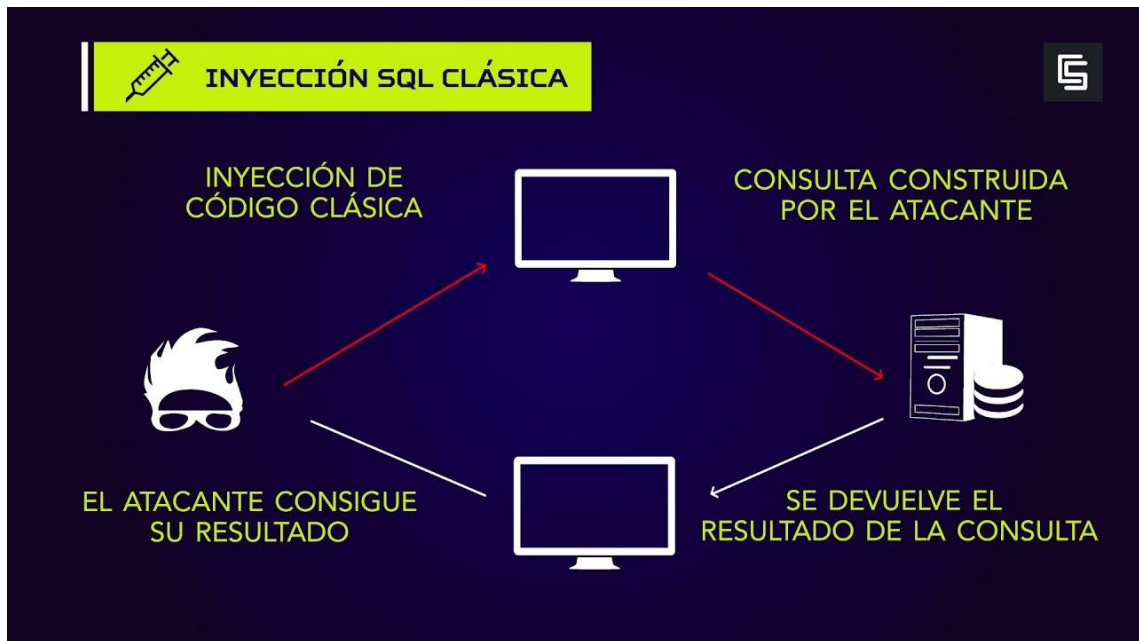 INYECCIÓN SQL CLÁSICA
INYECCIÓN DE
CÓDIGO CLÁSICA
CONSULTA CONSTRUIDA
POR EL ATACANTE
EL ATACANTE CONSIGUE
SU RESULTADO
SE DEVUELVE EL
RESULTADO DE LA CONSULTA